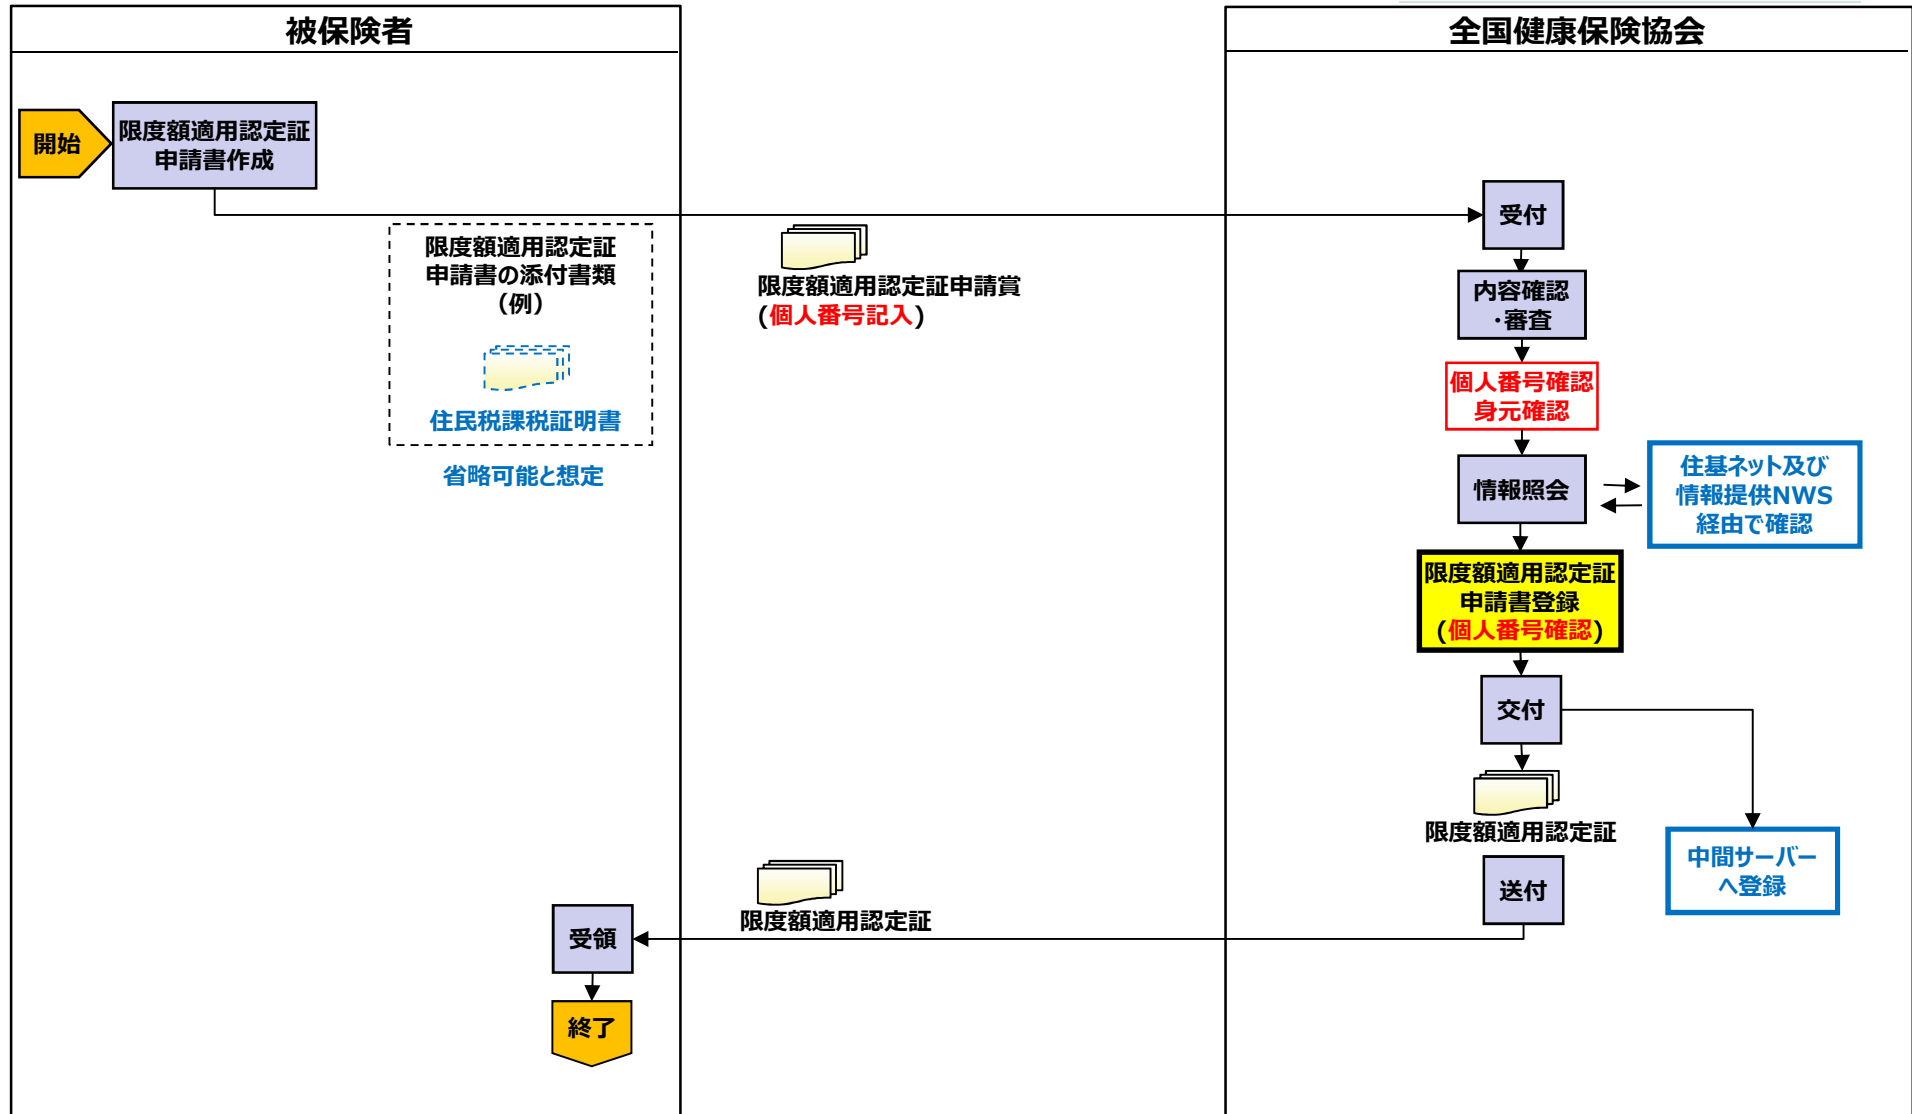 被保険者
全国健康保険協会
開始
限度額適用認定証
申請書作成
限度額適用認定証
申請書の添付書類
（例）
住民税課税証明書
省略可能と想定
限度額適用認定証申請賞
(個人番号記入)
受付
内容確認
・審査
個人番号確認
身元確認
情報照会
住基ネット及び
情報提供NWS
経由で確認
限度額適用認定証
申請書登録
(個人番号確認)
交付
限度額適用認定証
中間サーバー
へ登録
送付
限度額適用認定証
受領
終了